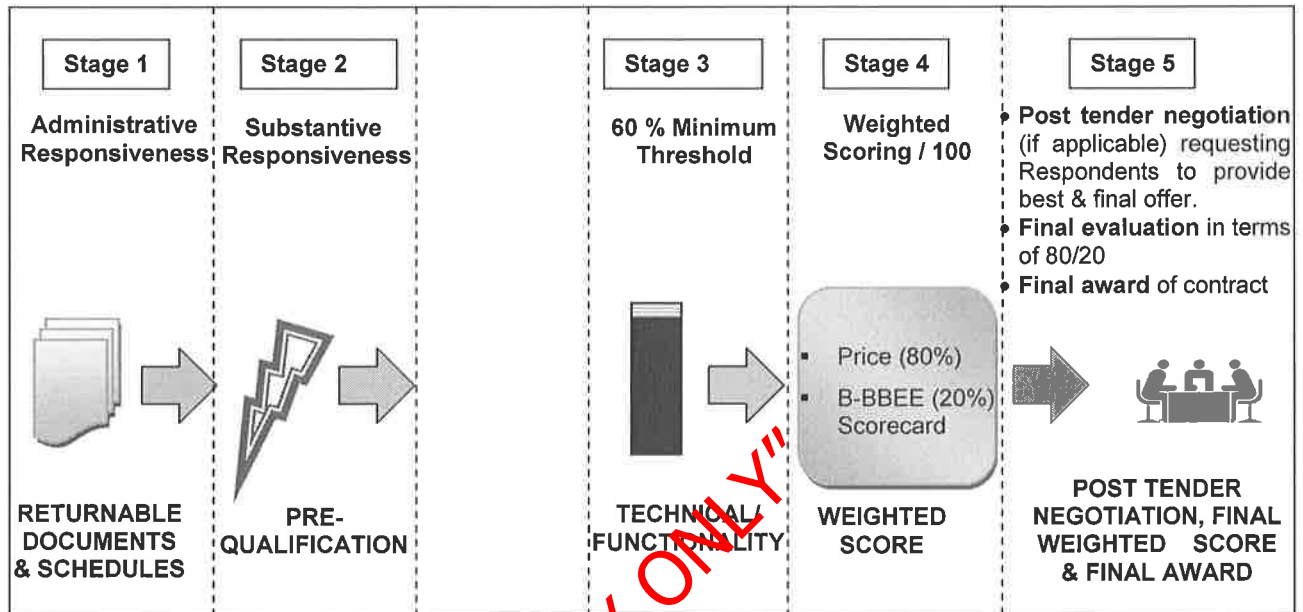 Stage 1
Administrative
Responsiveness
RETURNABLE
DOCUMENTS
& SCHEDULES
Stage 2
Substantive
Responsiveness
PRE-
QUALIFICATION
Stage 3
60 % Minimum
Threshold
TECHNICAL/
FUNCTIONALITY
Stage 4
Weighted
Scoring / 100
▪ Price (80%)
▪ B-BBEE (20%)
Scorecard
WEIGHTED
SCORE
Stage 5
• Post tender negotiation
(if applicable) requesting
Respondents to provide
best & final offer.
• Final evaluation in terms
of 80/20
• Final award of contract
POST TENDER
NEGOTIATION, FINAL
WEIGHTED SCORE
& FINAL AWARD
ONLY"